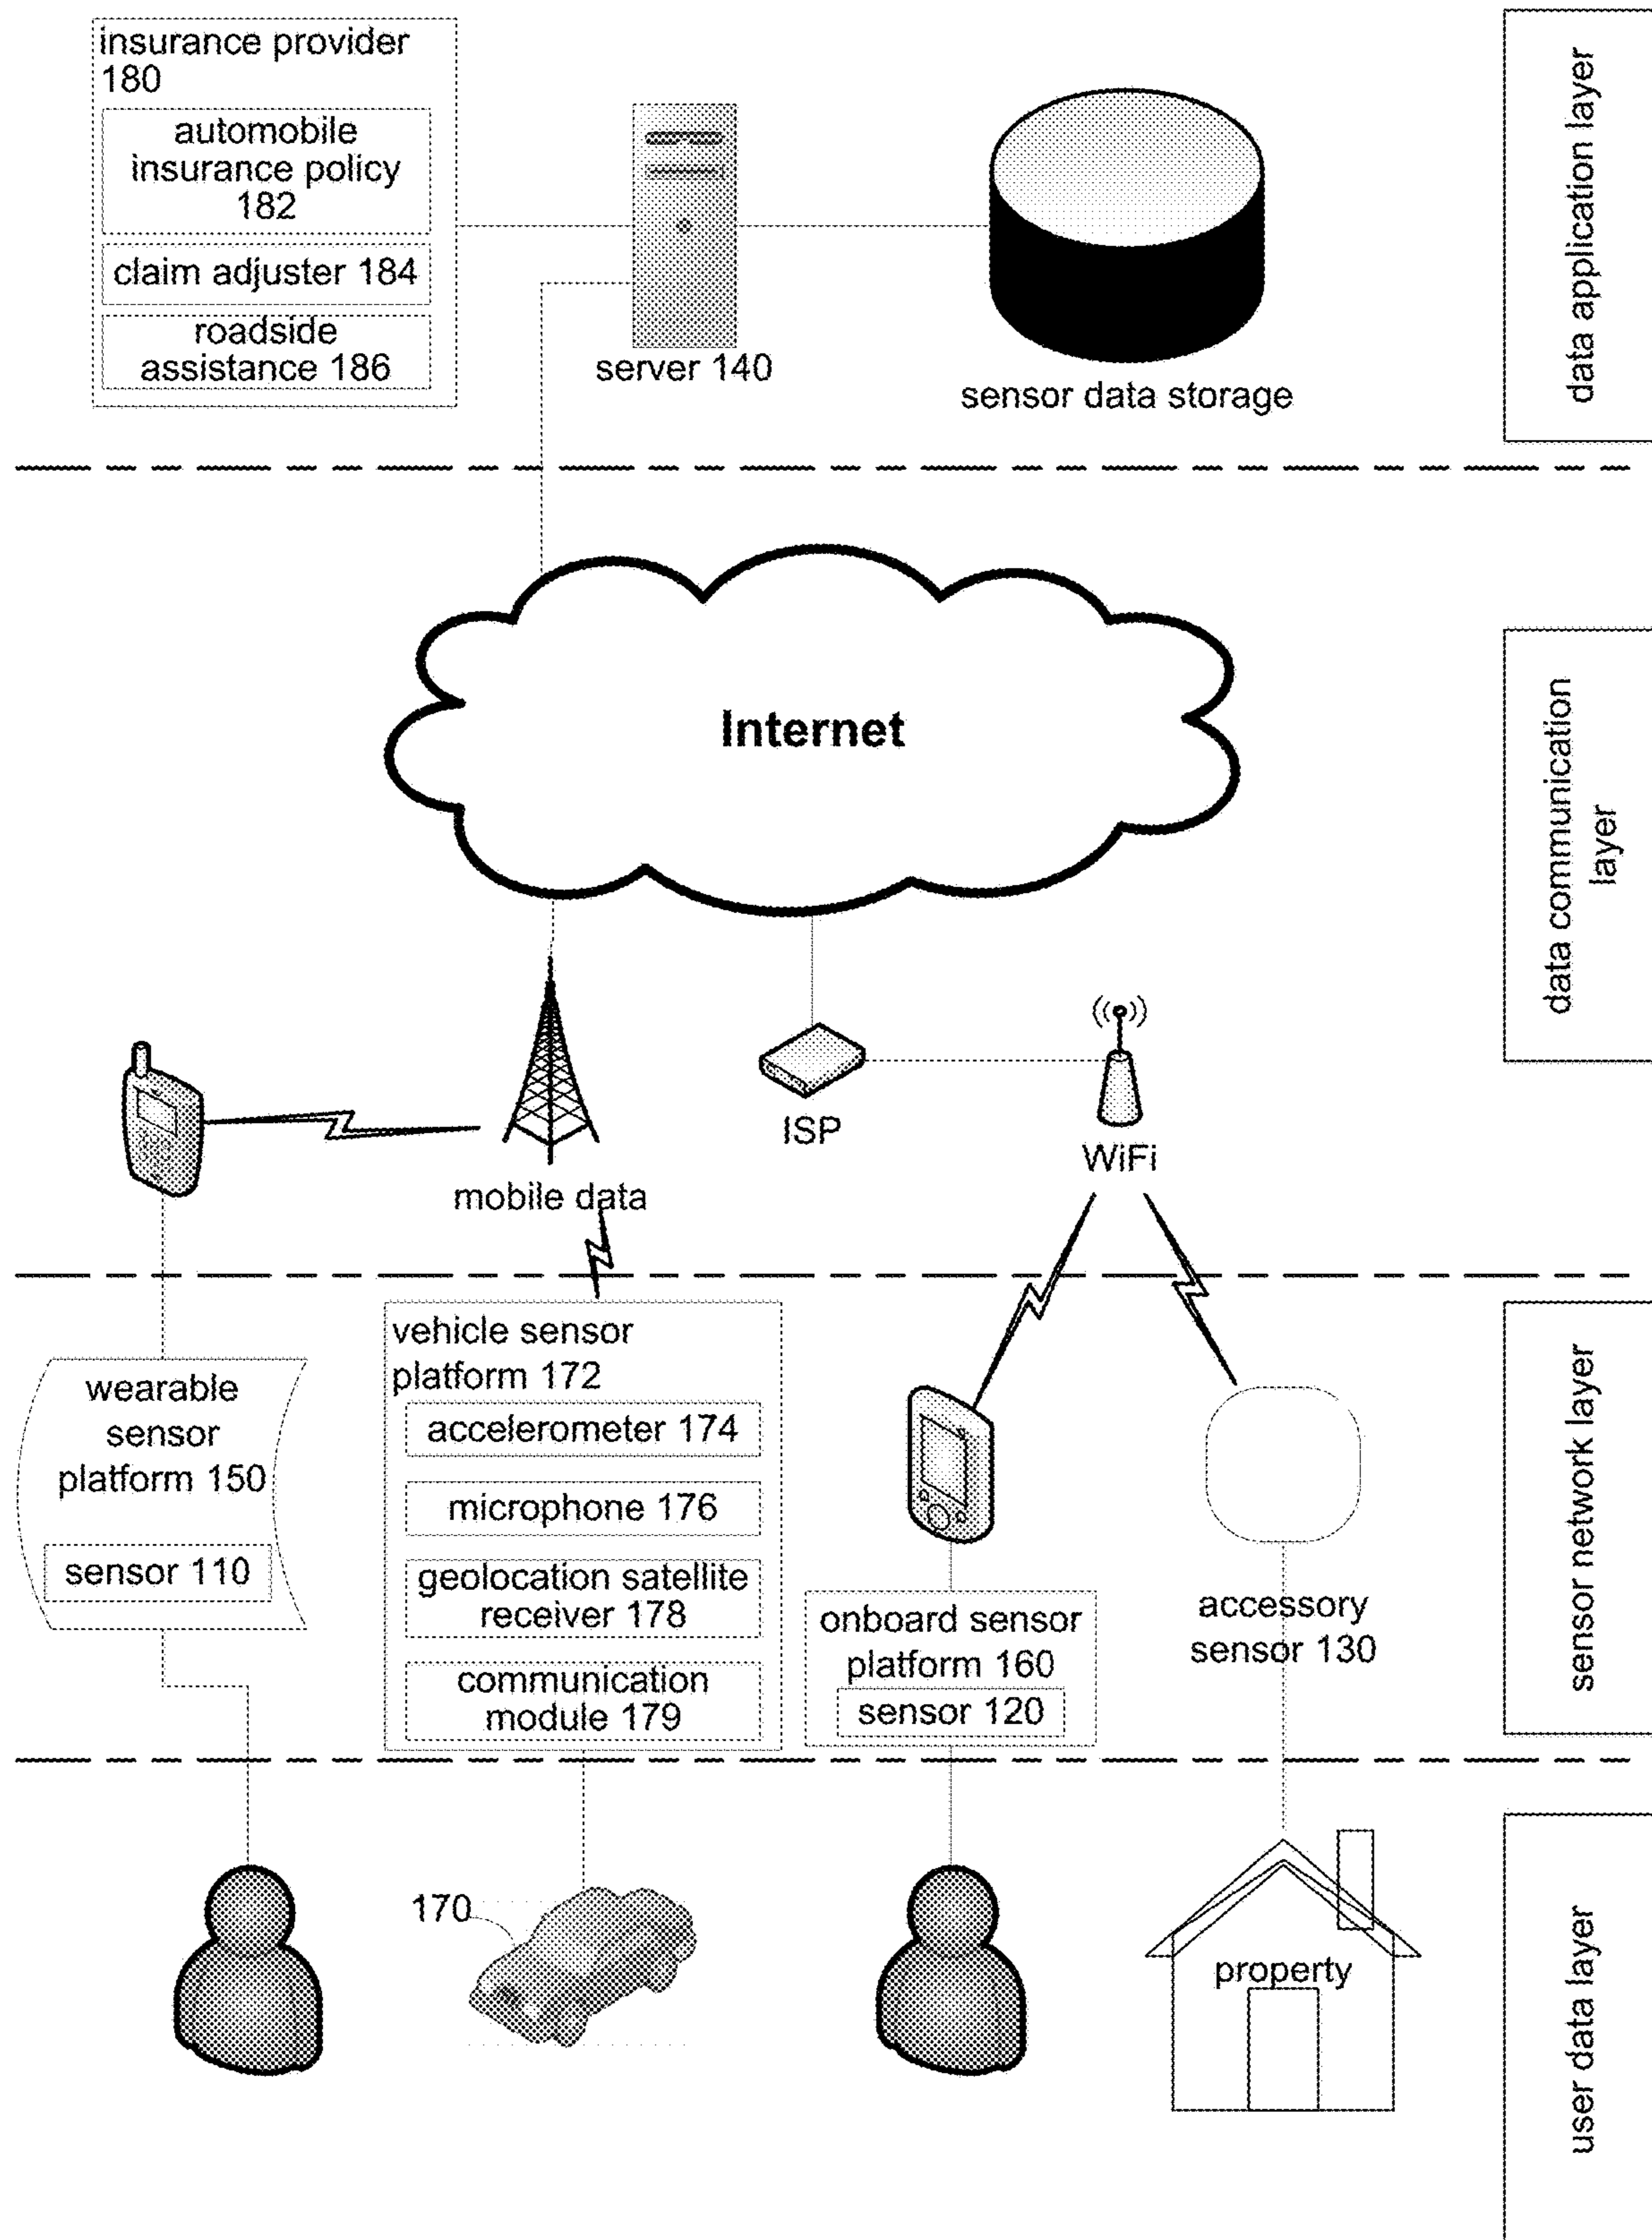 insurance provider
180
automobile
insurance policy
182
claim adjuster 184
roadside
assistance 186
server 140
sensor data storage
data application layer
Internet
data communication
layer
ISP
WiFi
mobile data
vehicle sensor
platform 172
accelerometer 174
microphone 176
geolocation satellite
receiver 178
communication
module 179
wearable
sensor
platform 150
sensor 110
onboard sensor
platform 160
sensor 120
accessory
sensor 130
sensor network layer
170
property
user data layer